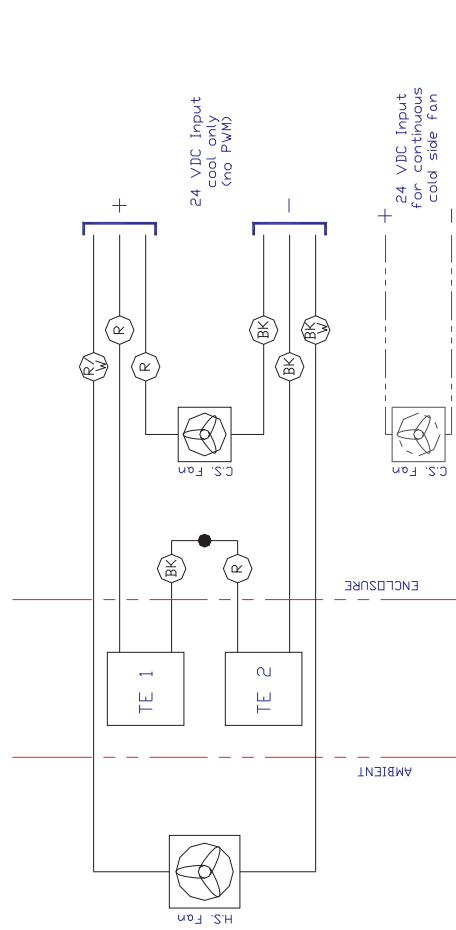 24 VDC Input
cool only
(no PWM)
24 VDC Input
for continuous
cold side fan
+
-
+
-
R
BK
BK/W
R/W
R
BK
C.S. Fan
C.S. Fan
BK
R
ENCLOSURE
TE 1
TE 2
AMBIENT
H.S. Fan